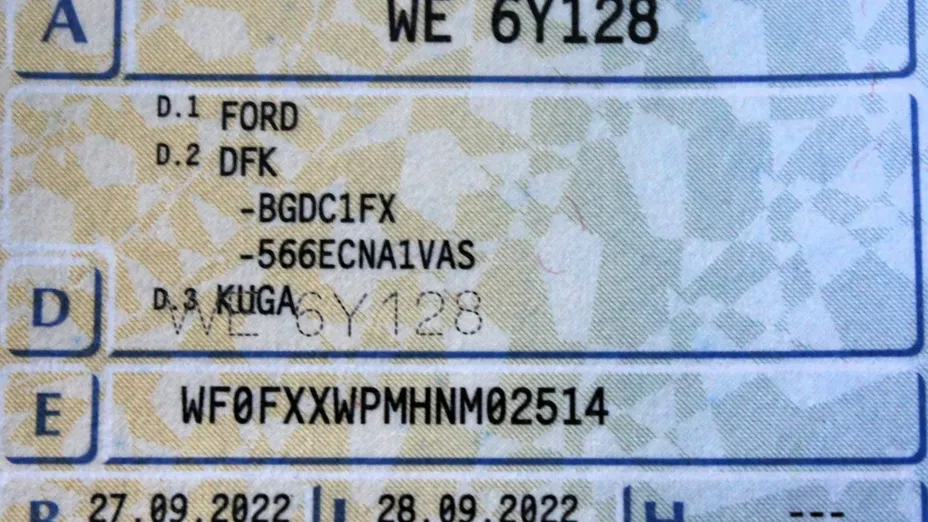 A WE 6Y128
D.1 FORD
D.2 DFK
-BGDC1FX
-566ECNA1VAS
D D.3 KUGA
WE 6Y128
E WF0FXXWPMHNM02514
B 27.09.2022 I 28.09.2022 H ---